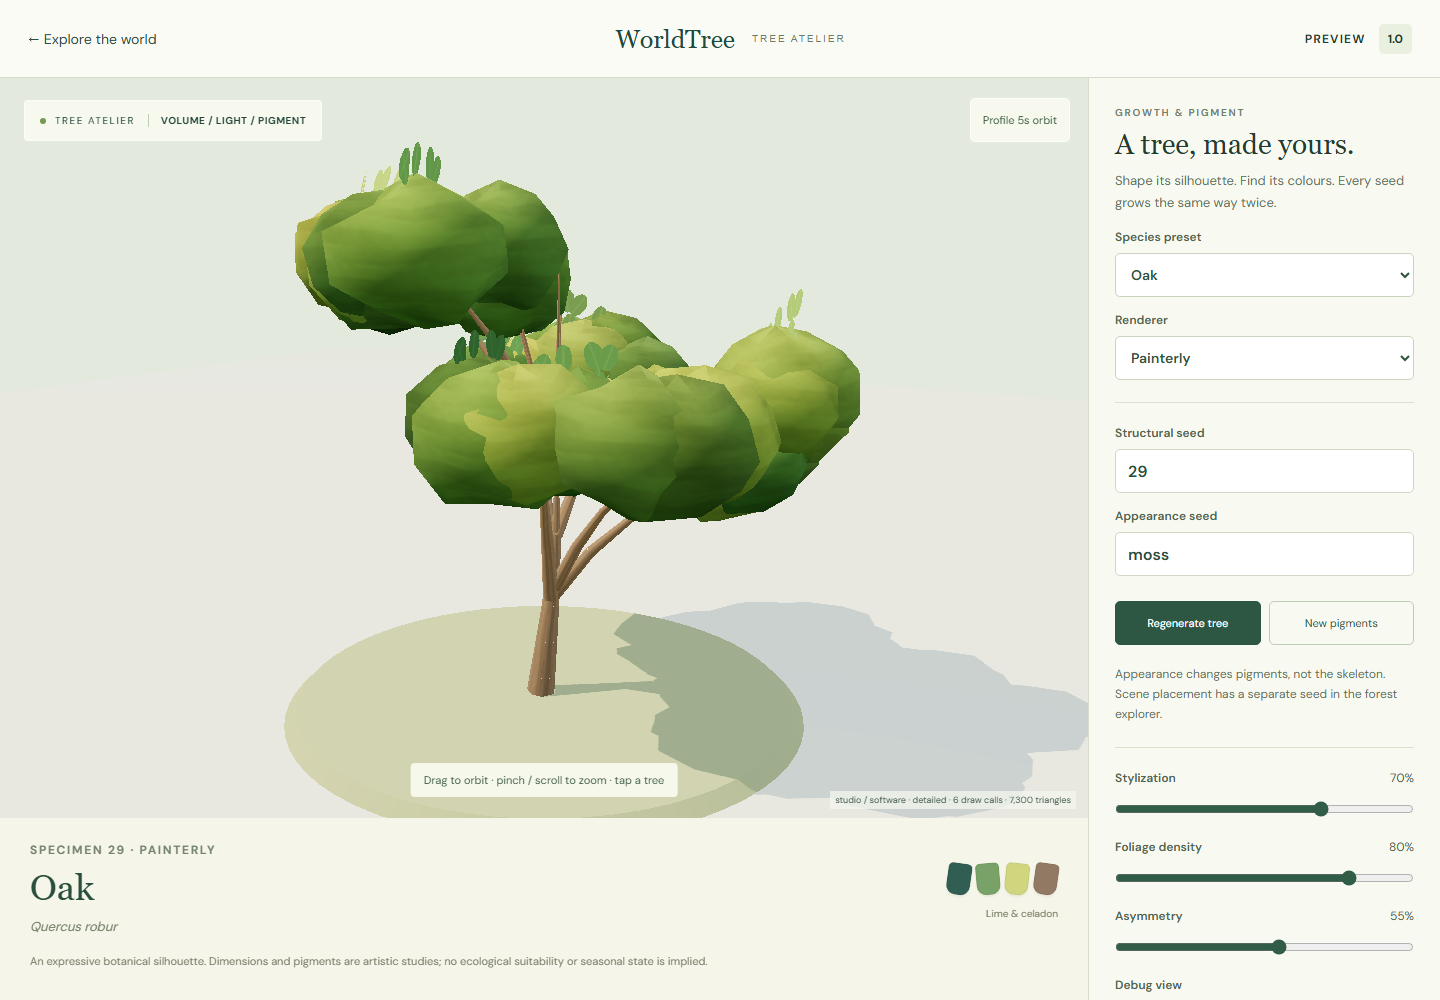 ← Explore the world
WorldTree TREE ATELIER
PREVIEW 1.0
TREE ATELIER VOLUME / LIGHT / PIGMENT
Profile 5s orbit
Drag to orbit · pinch / scroll to zoom · tap a tree
studio / software · detailed · 6 draw calls · 7,300 triangles
SPECIMEN 29 · PAINTERLY
Oak
Quercus robur
An expressive botanical silhouette. Dimensions and pigments are artistic studies; no ecological suitability or seasonal state is implied.
Lime & celadon
GROWTH & PIGMENT
A tree, made yours.
Shape its silhouette. Find its colours. Every seed
grows the same way twice.
Species preset
Oak
Renderer
Painterly
Structural seed
29
Appearance seed
moss
Regenerate tree
New pigments
Appearance changes pigments, not the skeleton.
Scene placement has a separate seed in the forest
explorer.
Stylization 70%
Foliage density 80%
Asymmetry 55%
Debug view